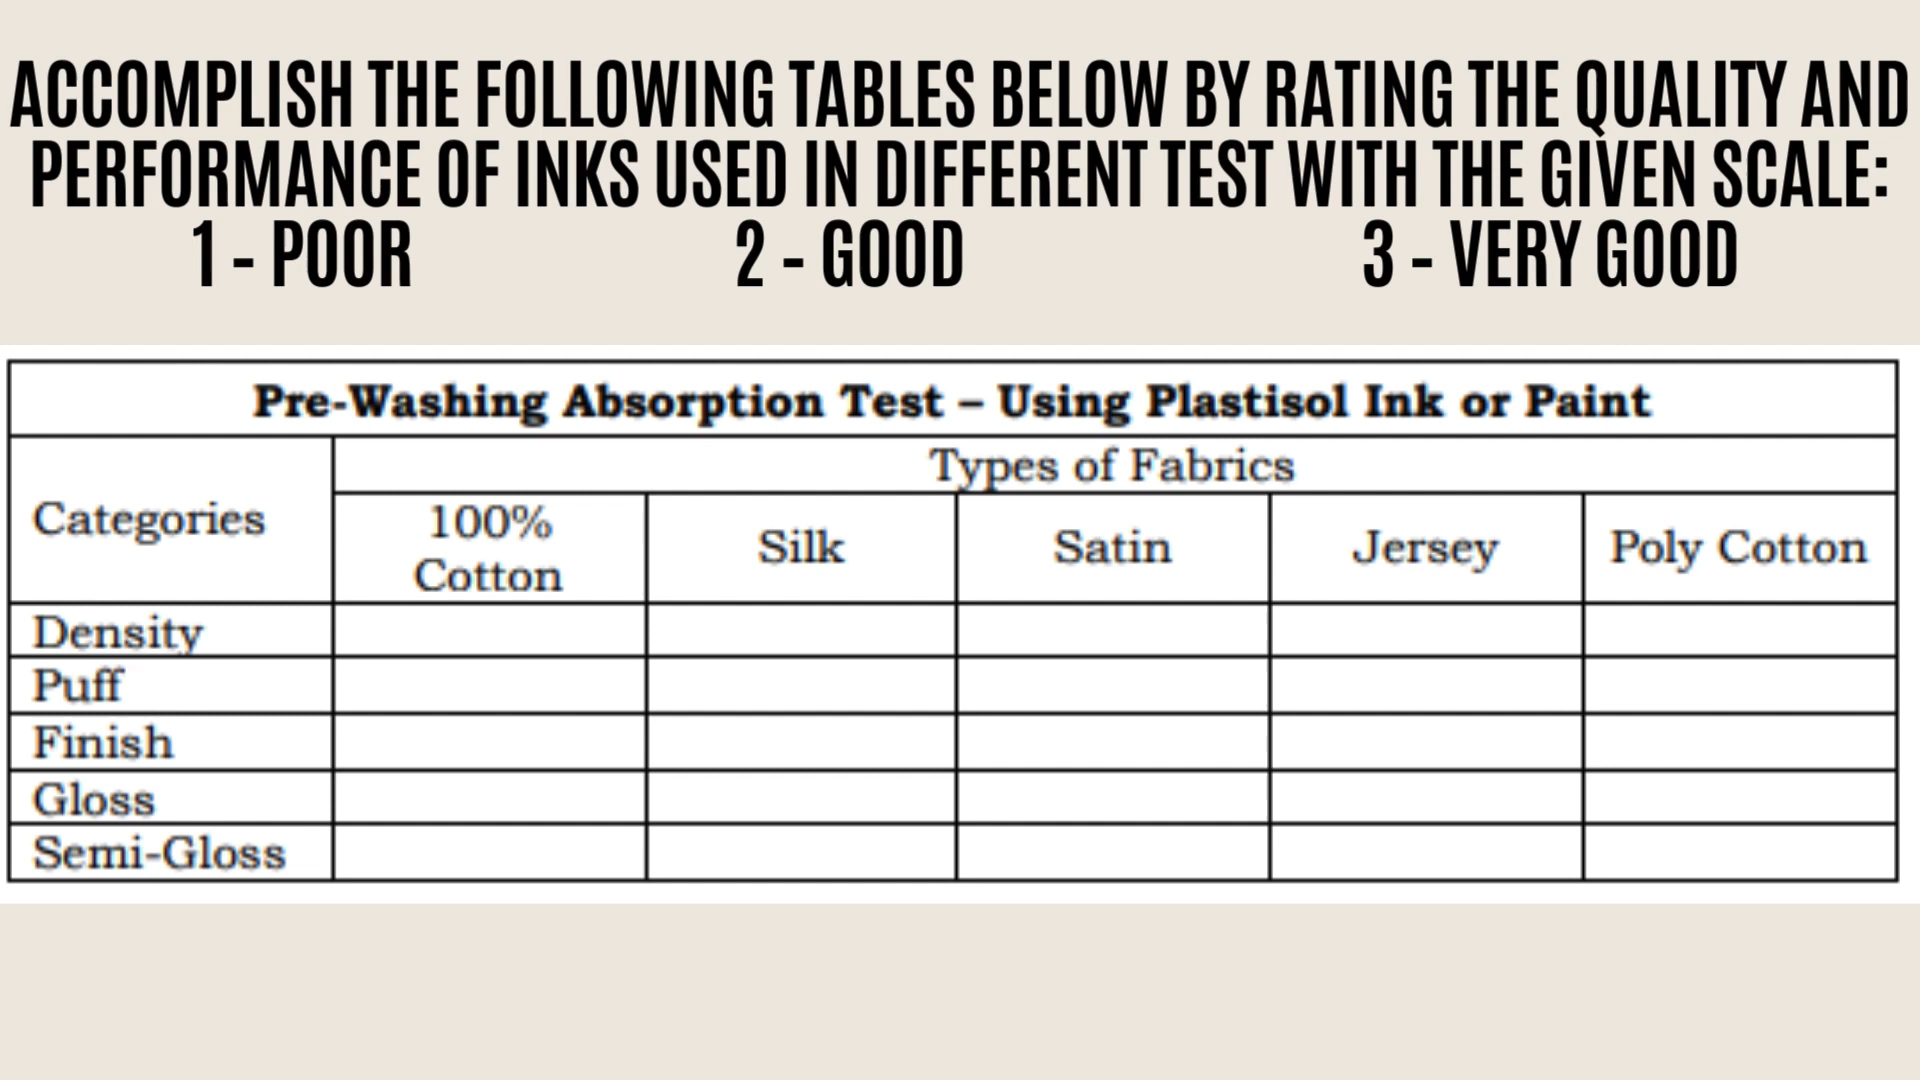 ACCOMPLISH THE FOLLOWING TABLES BELOW BY RATING THE QUALITY AND
PERFORMANCE OF INKS USED IN DIFFERENT TEST WITH THE GIVEN SCALE:
1 - POOR 2 - GOOD 3 - VERY GOOD
Pre-Washing Absorption Test – Using Plastisol Ink or Paint
Categories
Types of Fabrics
100%
Cotton
Silk
Satin
Jersey
Poly Cotton
Density
Puff
Finish
Gloss
Semi-Gloss